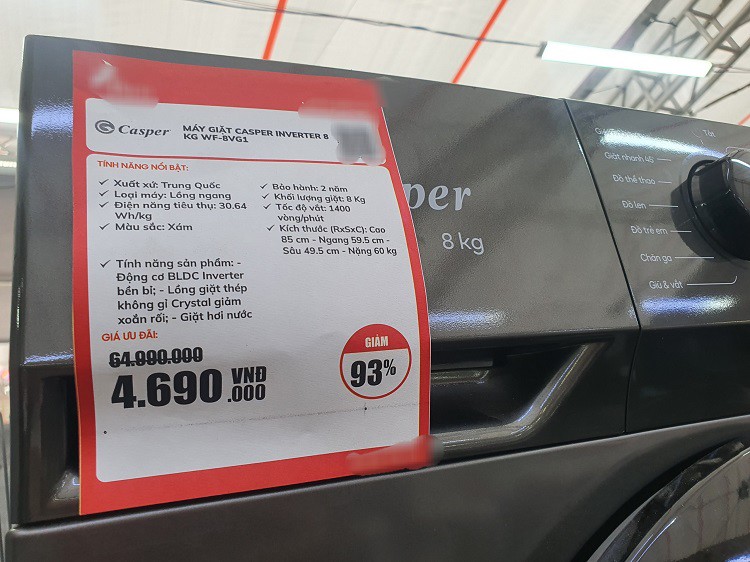 Casper
MÁY GIẶT CASPER INVERTER 8
KG WF-8VG1
TÍNH NĂNG NỔI BẬT:
✓ Xuất xứ: Trung Quốc
✓ Loại máy: Lồng ngang
✓ Điện năng tiêu thụ: 30.64
Wh/kg
✓ Màu sắc: Xám
✓ Bảo hành: 2 năm
✓ Khối lượng giặt: 8 Kg
✓ Tốc độ vắt: 1400
vòng/phút
✓ Kích thước (RxSxC): Cao
85 cm - Ngang 59.5 cm -
Sâu 49.5 cm - Nặng 60 kg
✓ Tính năng sản phẩm: -
Động cơ BLDC Inverter
bền bỉ; - Lồng giặt thép
không gỉ Crystal giảm
xoắn rối; - Giặt hơi nước
GIÁ ƯU ĐÃI:
64.990.000
4.690 VNĐ
.000
GIẢM
93%
sper
8 kg
Tắt
Giặt nhanh 45'
Đồ thể thao
Đồ len
Đồ trẻ em
Chăn ga
Giũ & vắt